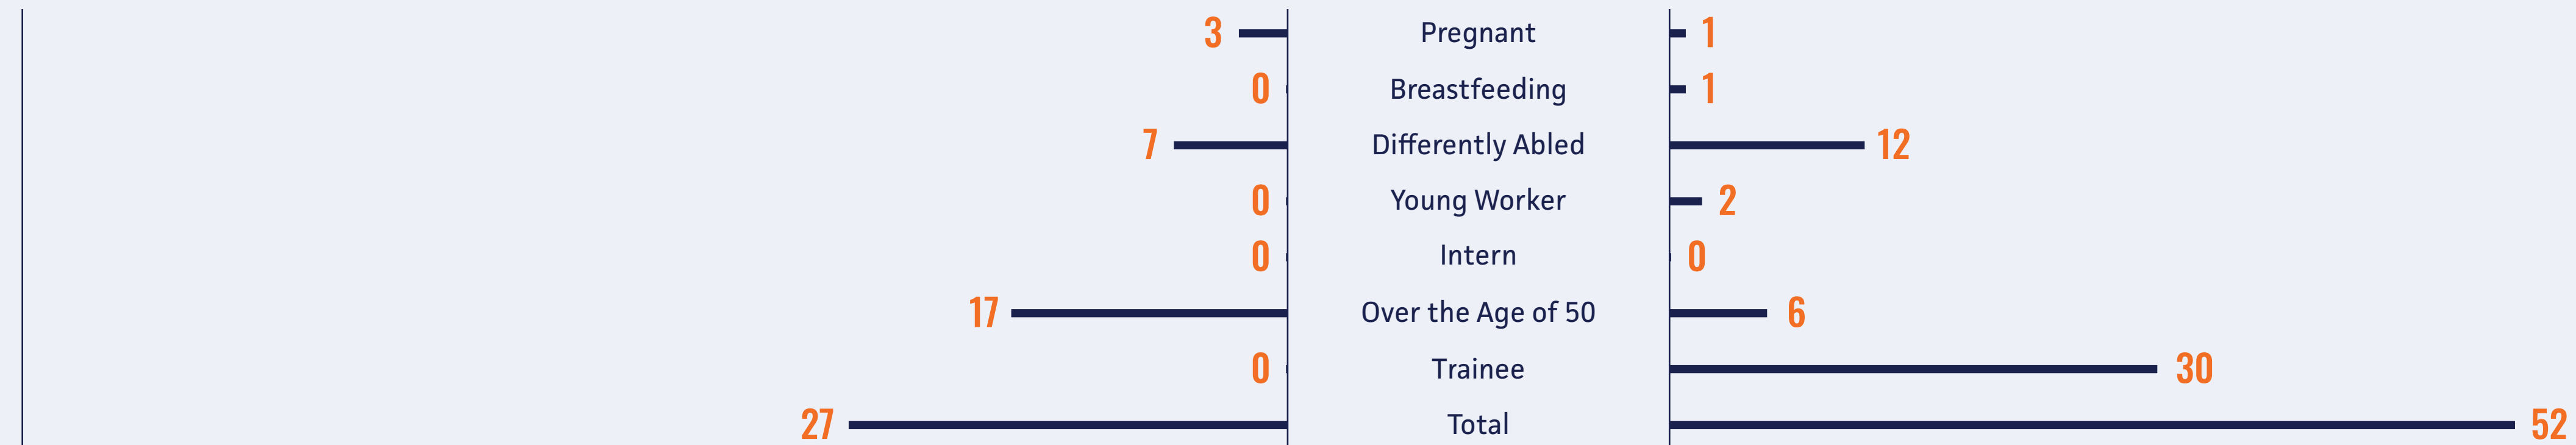 3 Pregnant 1
0 Breastfeeding 1
7 Differently Abled 12
0 Young Worker 2
0 Intern 0
17 Over the Age of 50 6
0 Trainee 30
27 Total 52